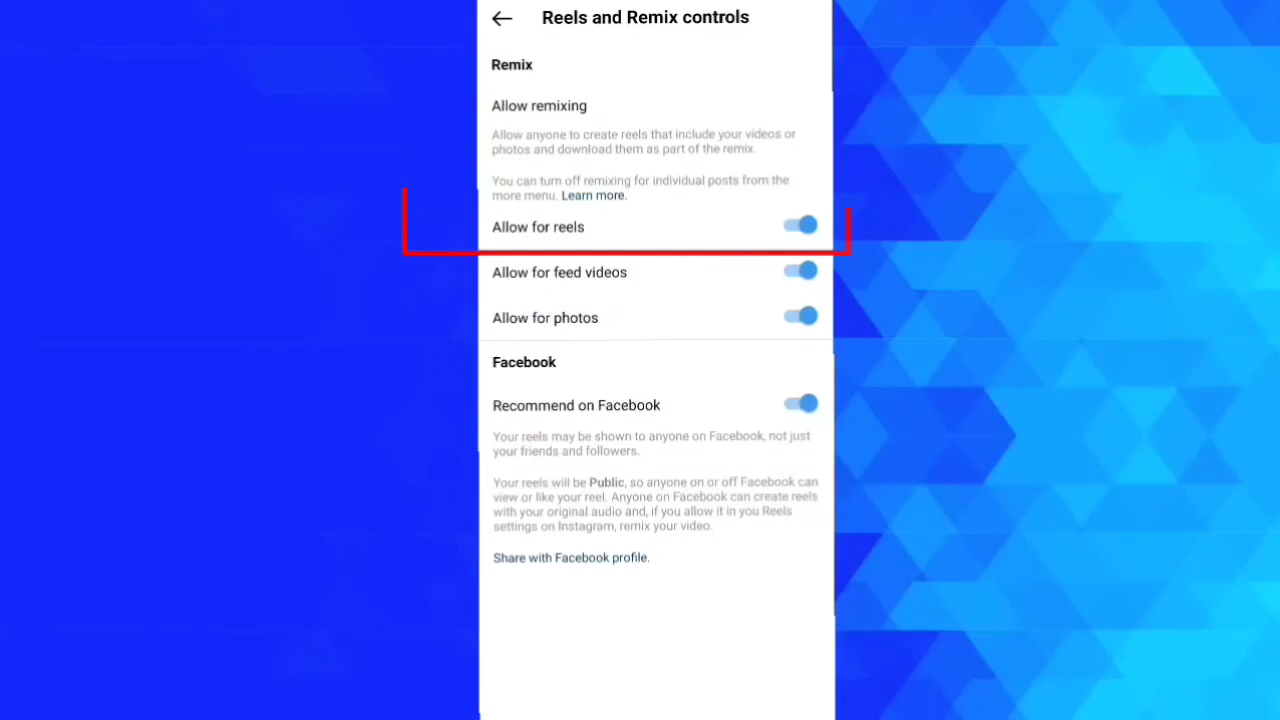 Reels and Remix controls
Remix
Allow remixing
Allow anyone to create reels that include your videos or
photos and download them as part of the remix.
You can turn off remixing for individual posts from the
more menu. Learn more.
Allow for reels
Allow for feed videos
Allow for photos
Facebook
Recommend on Facebook
Your reels may be shown to anyone on Facebook, not just
your friends and followers.
Your reels will be Public, so anyone on or off Facebook can
view or like your reel. Anyone on Facebook can create reels
with your original audio and, if you allow it in you Reels
settings on Instagram, remix your video.
Share with Facebook profile.